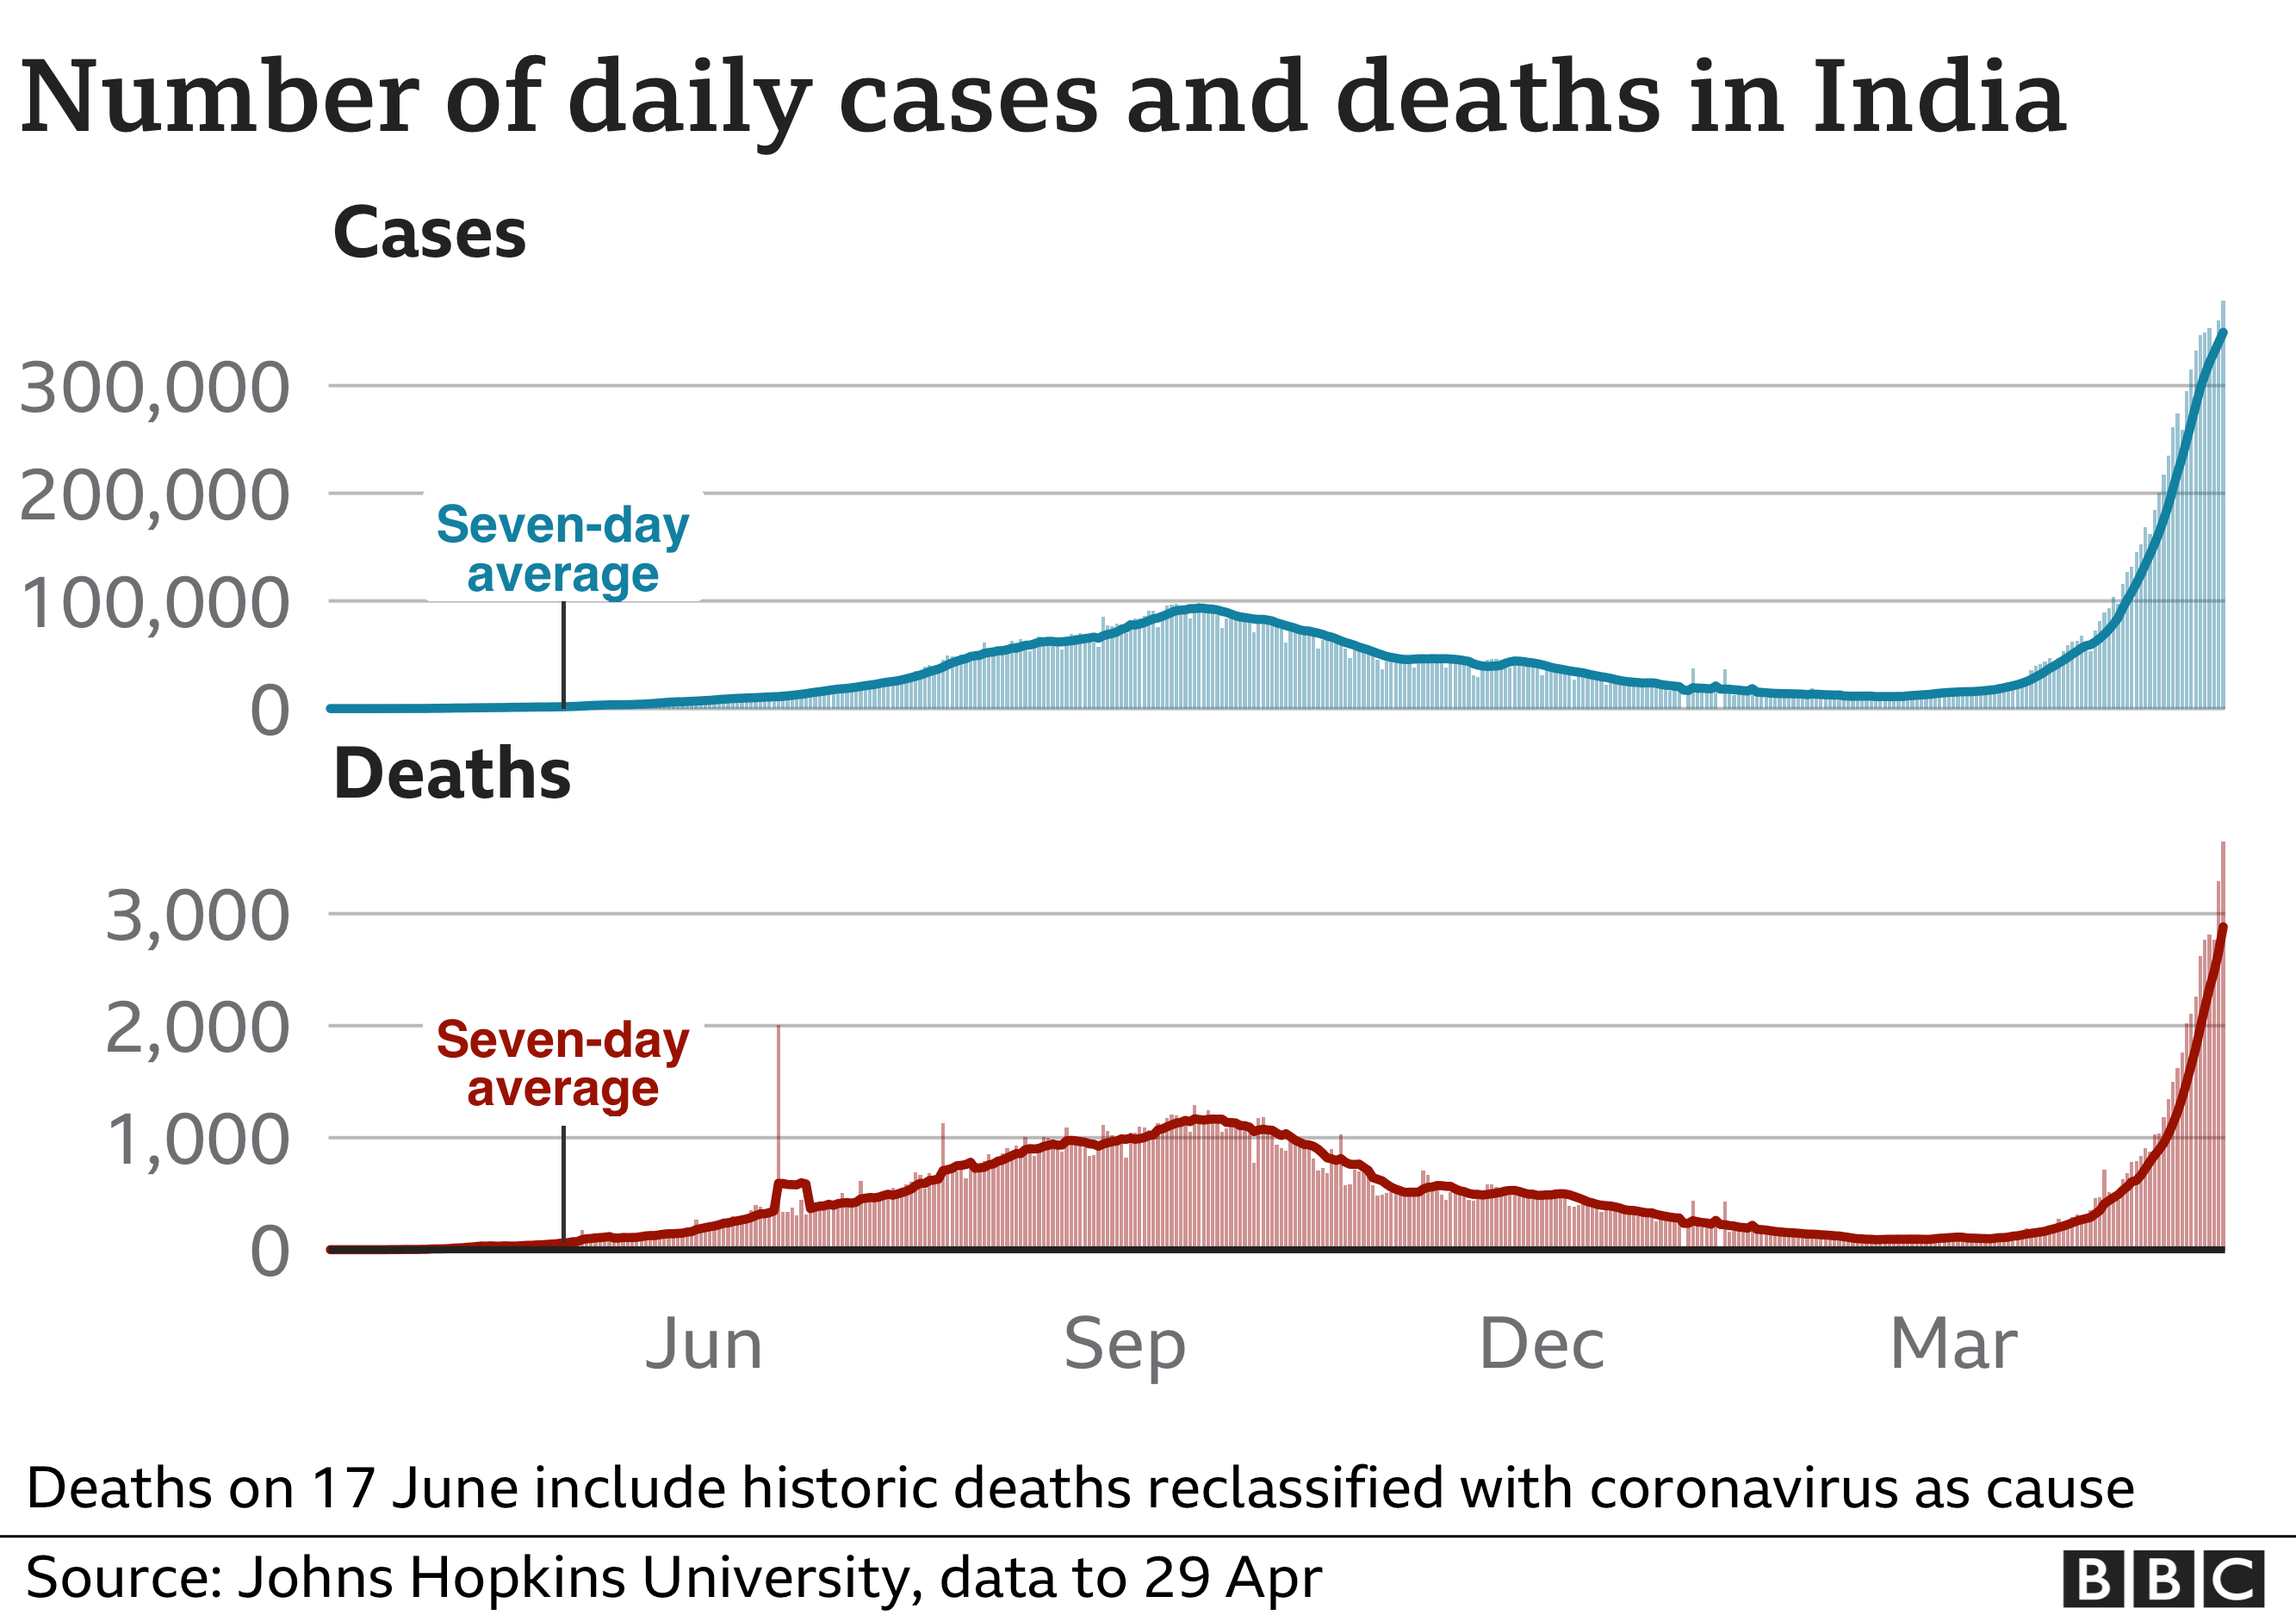 Number of daily cases and deaths in India
Cases
300,000
200,000
Seven-day
average
100,000
0
Deaths
3,000
2,000
Seven-day
average
1,000
0
Jun Sep Dec Mar
Deaths on 17 June include historic deaths reclassified with coronavirus as cause
Source: Johns Hopkins University, data to 29 Apr
BBC